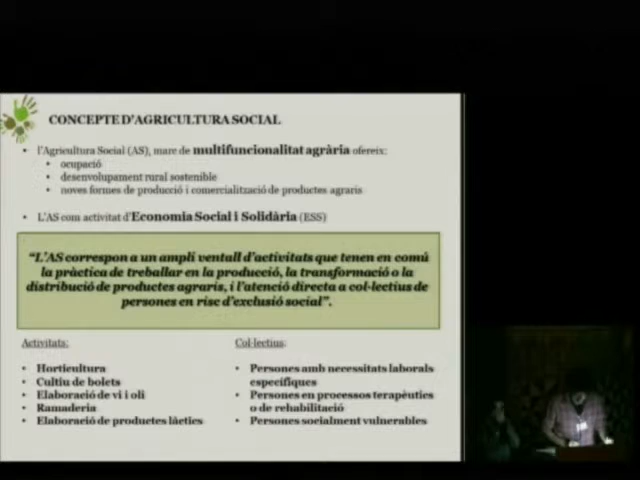 CONCEPTE D'AGRICULTURA SOCIAL
• l'Agricultura Social (AS), marc de multifuncionalitat agrària ofereix:
• ocupació
• desenvolupament rural sostenible
• noves formes de producció i comercialització de productes agraris
• L'AS com activitat d'Economia Social i Solidària (ESS)
"L'AS correspon a un ampli ventall d'activitats que tenen en comú
la pràctica de treballar en la producció, la transformació o la
distribució de productes agraris, i l'atenció directa a col·lectius de
persones en risc d'exclusió social".
Activitats:
• Horticultura
• Cultiu de bolets
• Elaboració de vi i oli
• Ramaderia
• Elaboració de productes làctics
Col·lectius:
• Persones amb necessitats laborals
específiques
• Persones en processos terapèutics
o de rehabilitació
• Persones socialment vulnerables